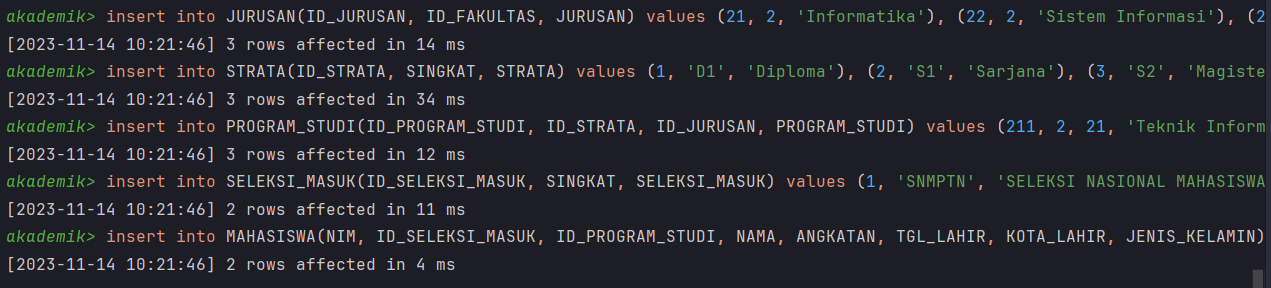 akademik> insert into JURUSAN(ID_JURUSAN, ID_FAKULTAS, JURUSAN) values (21, 2, 'Informatika'), (22, 2, 'Sistem Informasi'), (2
[2023-11-14 10:21:46] 3 rows affected in 14 ms
akademik> insert into STRATA(ID_STRATA, SINGKAT, STRATA) values (1, 'D1', 'Diploma'), (2, 'S1', 'Sarjana'), (3, 'S2', 'Magiste
[2023-11-14 10:21:46] 3 rows affected in 34 ms
akademik> insert into PROGRAM_STUDI(ID_PROGRAM_STUDI, ID_STRATA, ID_JURUSAN, PROGRAM_STUDI) values (211, 2, 21, 'Teknik Inform
[2023-11-14 10:21:46] 3 rows affected in 12 ms
akademik> insert into SELEKSI_MASUK(ID_SELEKSI_MASUK, SINGKAT, SELEKSI_MASUK) values (1, 'SNMPTN', 'SELEKSI NASIONAL MAHASISWA
[2023-11-14 10:21:46] 2 rows affected in 11 ms
akademik> insert into MAHASISWA(NIM, ID_SELEKSI_MASUK, ID_PROGRAM_STUDI, NAMA, ANGKATAN, TGL_LAHIR, KOTA_LAHIR, JENIS_KELAMIN)
[2023-11-14 10:21:46] 2 rows affected in 4 ms